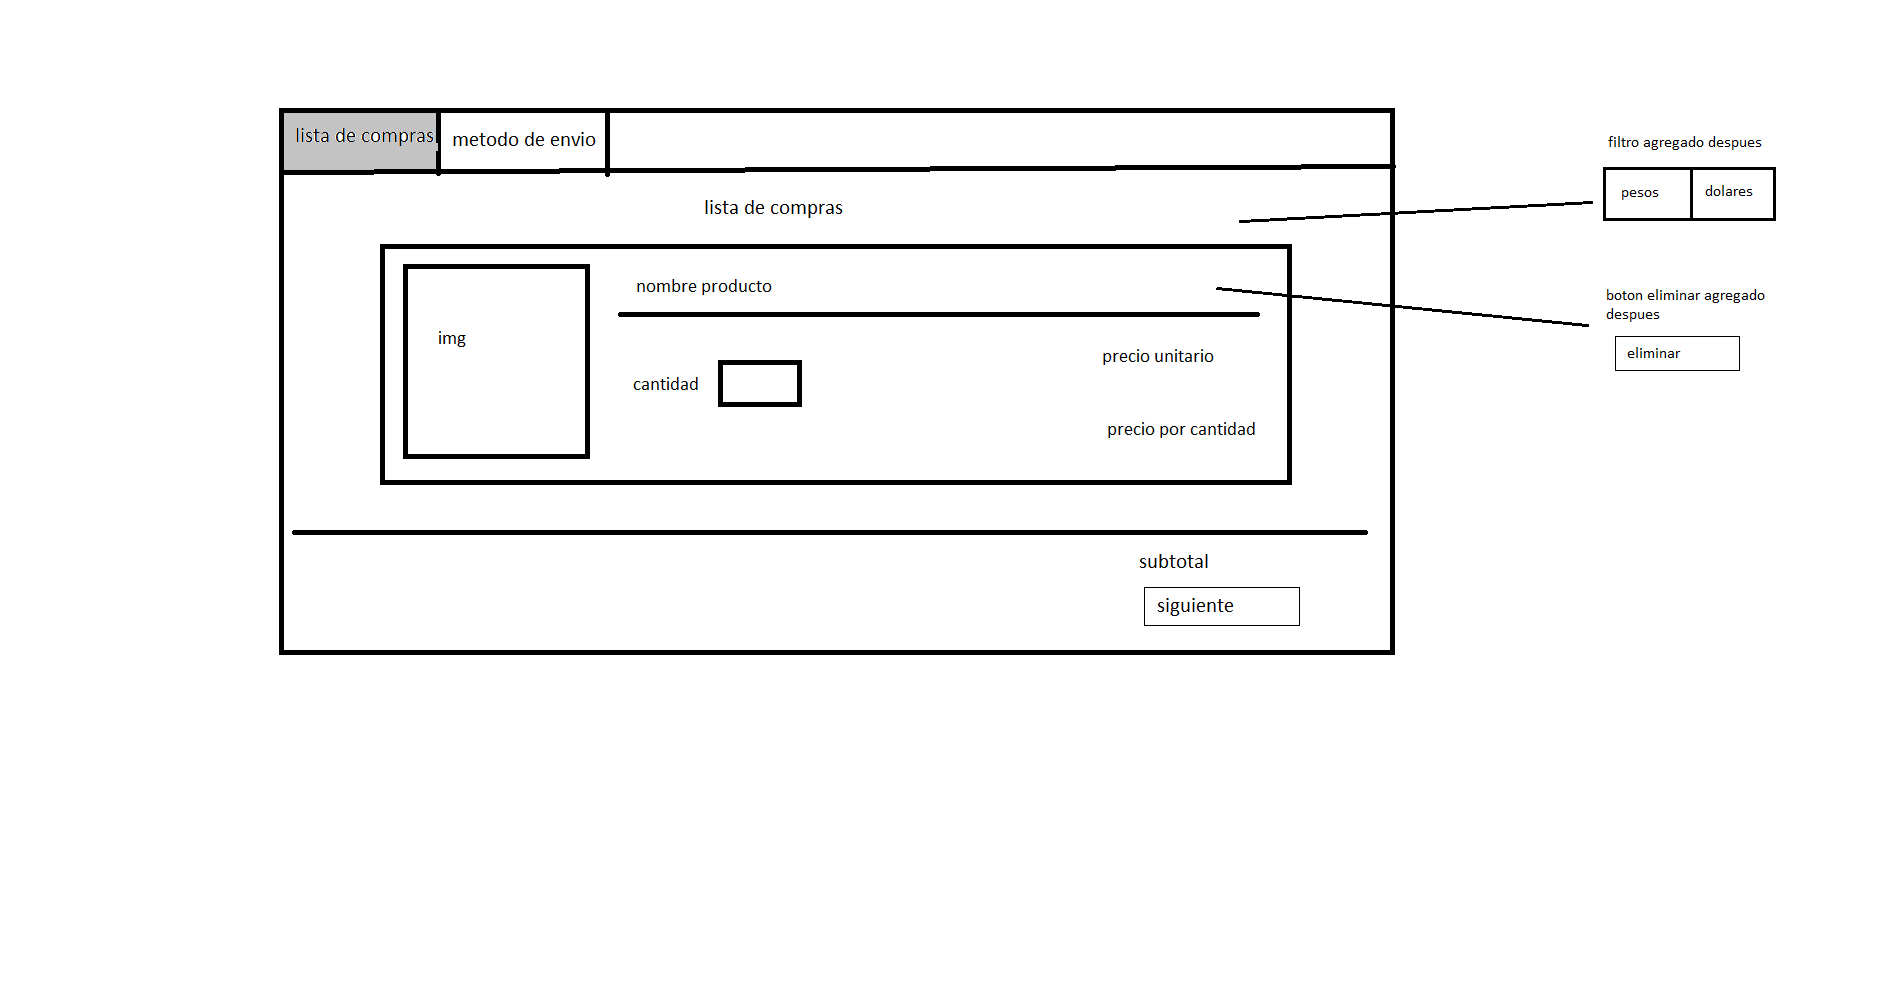 lista de compras
metodo de envio
lista de compras
nombre producto
img
cantidad
precio unitario
precio por cantidad
subtotal
siguiente
filtro agregado despues
pesos
dolares
boton eliminar agregado
despues
eliminar